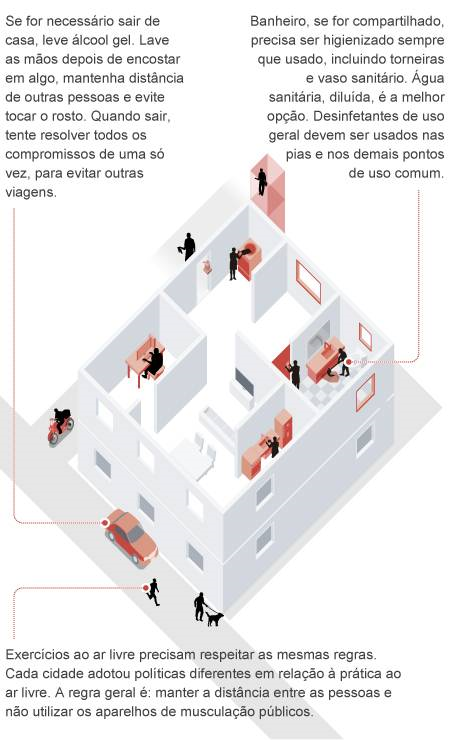 Se for necessário sair de
casa, leve álcool gel. Lave
as mãos depois de encostar
em algo, mantenha distância
de outras pessoas e evite
tocar o rosto. Quando sair,
tente resolver todos os
compromissos de uma só
vez, para evitar outras
viagens.
Banheiro, se for compartilhado,
precisa ser higienizado sempre
que usado, incluindo torneiras
e vaso sanitário. Água
sanitária, diluída, é a melhor
opção. Desinfetantes de uso
geral devem ser usados nas
pias e nos demais pontos
de uso comum.
Exercícios ao ar livre precisam respeitar as mesmas regras.
Cada cidade adotou políticas diferentes em relação à prática ao
ar livre. A regra geral é: manter a distância entre as pessoas e
não utilizar os aparelhos de musculação públicos.